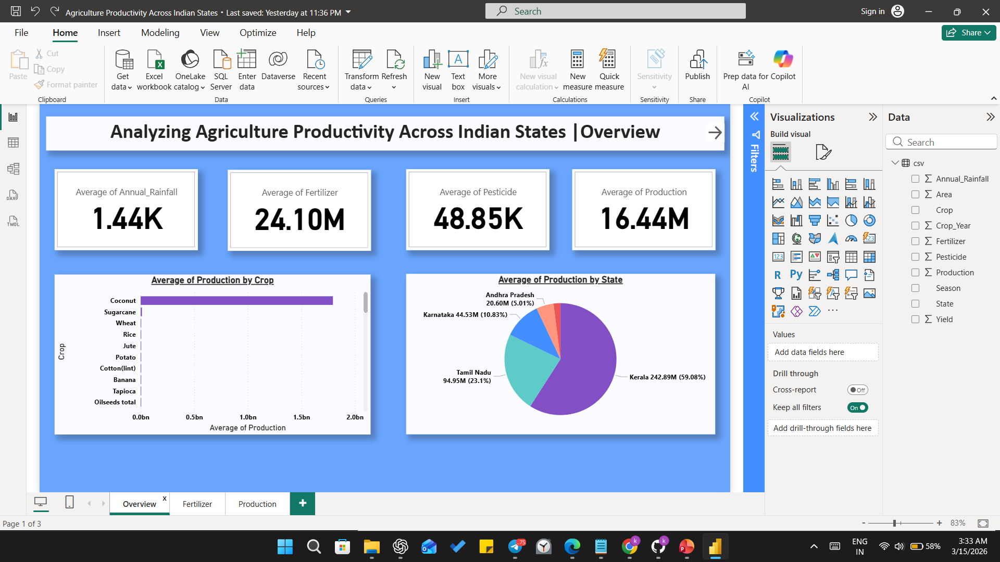 Agriculture Productivity Across Indian States • Last saved: Yesterday at 11:36 PM
Search
Sign in
File
Home
Insert
Modeling
View
Optimize
Help
Share
Paste
Cut
Copy
Format painter
Clipboard
Get
data
Excel
workbook
OneLake
catalog
SQL
Server
Enter
data
Dataverse
Recent
sources
Data
Transform
data
Refresh
Queries
New
visual
Text
box
More
visuals
Insert
New visual
calculation
New
measure
Quick
measure
Calculations
Sensitivity
Sensitivity
Publish
Share
Prep data for
AI
Copilot
Copilot
DAX
TMDL
Analyzing Agriculture Productivity Across Indian States |Overview
Average of Annual_Rainfall
1.44K
Average of Fertilizer
24.10M
Average of Pesticide
48.85K
Average of Production
16.44M
Average of Production by Crop
Crop
Coconut
Sugarcane
Wheat
Rice
Jute
Potato
Cotton(lint)
Banana
Tapioca
Oilseeds total
0.0bn
0.5bn
1.0bn
1.5bn
2.0bn
Average of Production
Average of Production by State
Andhra Pradesh
20.60M (5.01%)
Karnataka 44.53M (10.83%)
Tamil Nadu
94.95M (23.1%)
Kerala 242.89M (59.08%)
Filters
Visualizations
Build visual
123
123
R
Py
Values
Add data fields here
Drill through
Cross-report
Off
Keep all filters
On
Add drill-through fields here
Data
Search
csv
Annual_Rainfall
Area
Crop
Crop_Year
Fertilizer
Pesticide
Production
Season
State
Yield
Overview
x
Fertilizer
Production
+
Page 1 of 3
- + 83%
.75
k
k
P
ENG
IN
58%
3:33 AM
3/15/2026